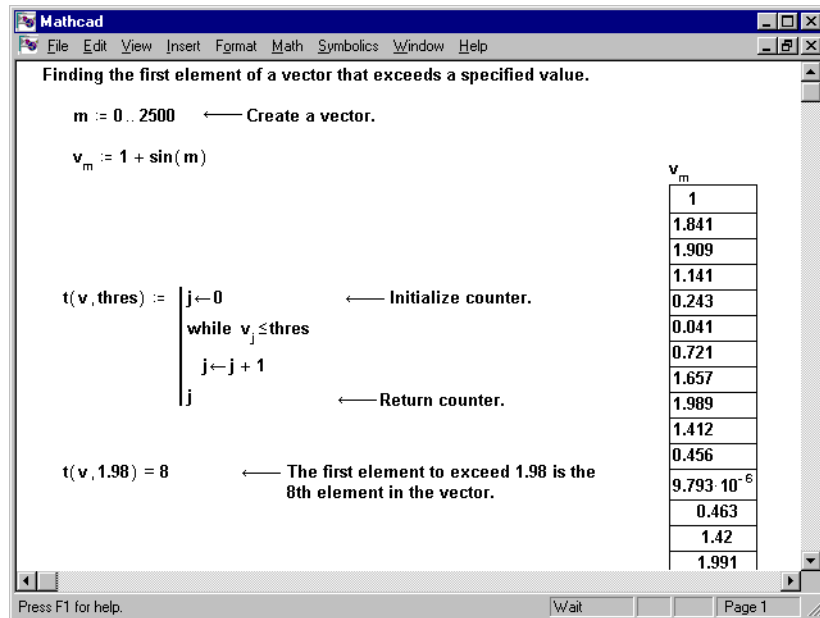 Mathcad
File Edit View Insert Format Math Symbolics Window Help
Finding the first element of a vector that exceeds a specified value.
m := 0 .. 2500 ← Create a vector.
v_m := 1 + sin(m)
t(v,thres) := j←0 ← Initialize counter.
while v_j ≤ thres
j←j + 1
j ← Return counter.
t(v,1.98) = 8 ← The first element to exceed 1.98 is the
8th element in the vector.
v_m
1
1.841
1.909
1.141
0.243
0.041
0.721
1.657
1.989
1.412
0.456
9.793·10^-6
0.463
1.42
1.991
Press F1 for help. Wait Page 1